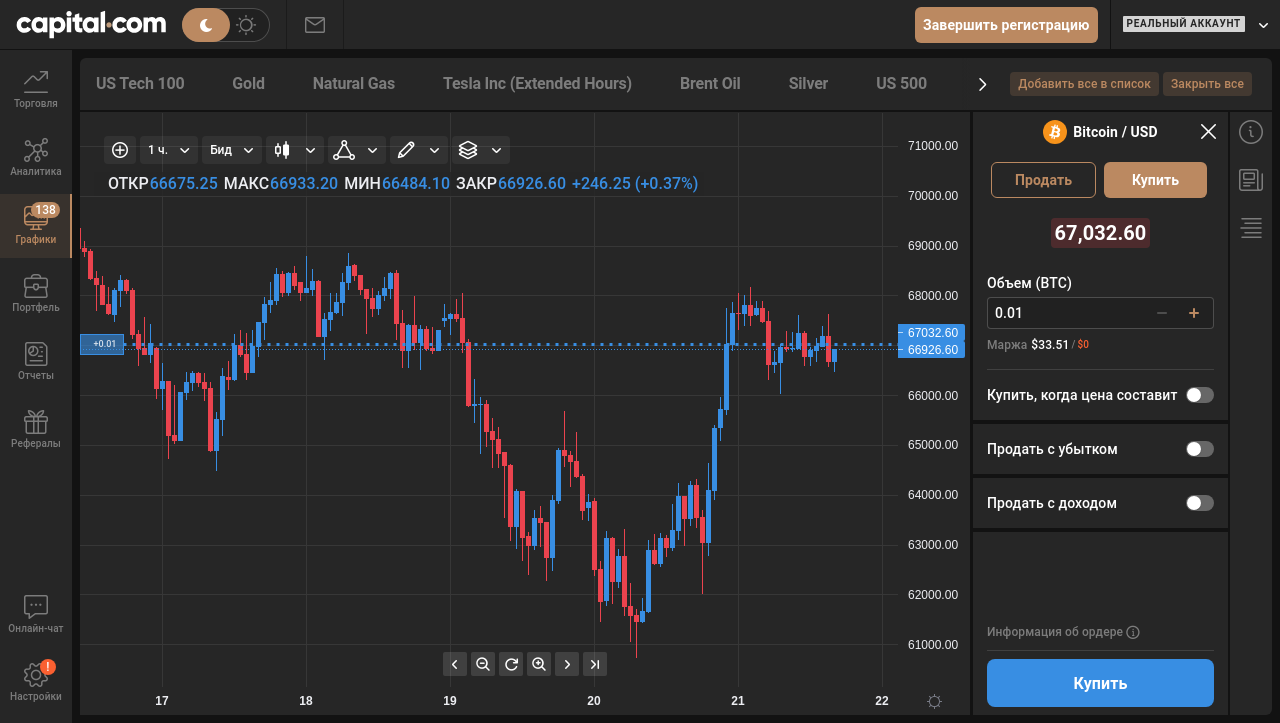 capital.com
Завершить регистрацию
РЕАЛЬНЫЙ АККАУНТ
US Tech 100 Gold Natural Gas Tesla Inc (Extended Hours) Brent Oil Silver US 500
Добавить все в список Закрыть все
Торговля
Аналитика
138
Графики
Портфель
Отчеты
Рефералы
Онлайн-чат
!
Настройки
1 ч. Бид
ОТКР66675.25 МАКС66933.20 МИН66484.10 ЗАКР66926.60 +246.25 (+0.37%)
+0.01
71000.00
70000.00
69000.00
68000.00
67032.60
66926.60
66000.00
65000.00
64000.00
63000.00
62000.00
61000.00
17 18 19 20 21 22
Bitcoin / USD
Продать Купить
67,032.60
Объем (BTC)
0.01
Маржа $33.51 / $0
Купить, когда цена составит
Продать с убытком
Продать с доходом
Информация об ордере
Купить